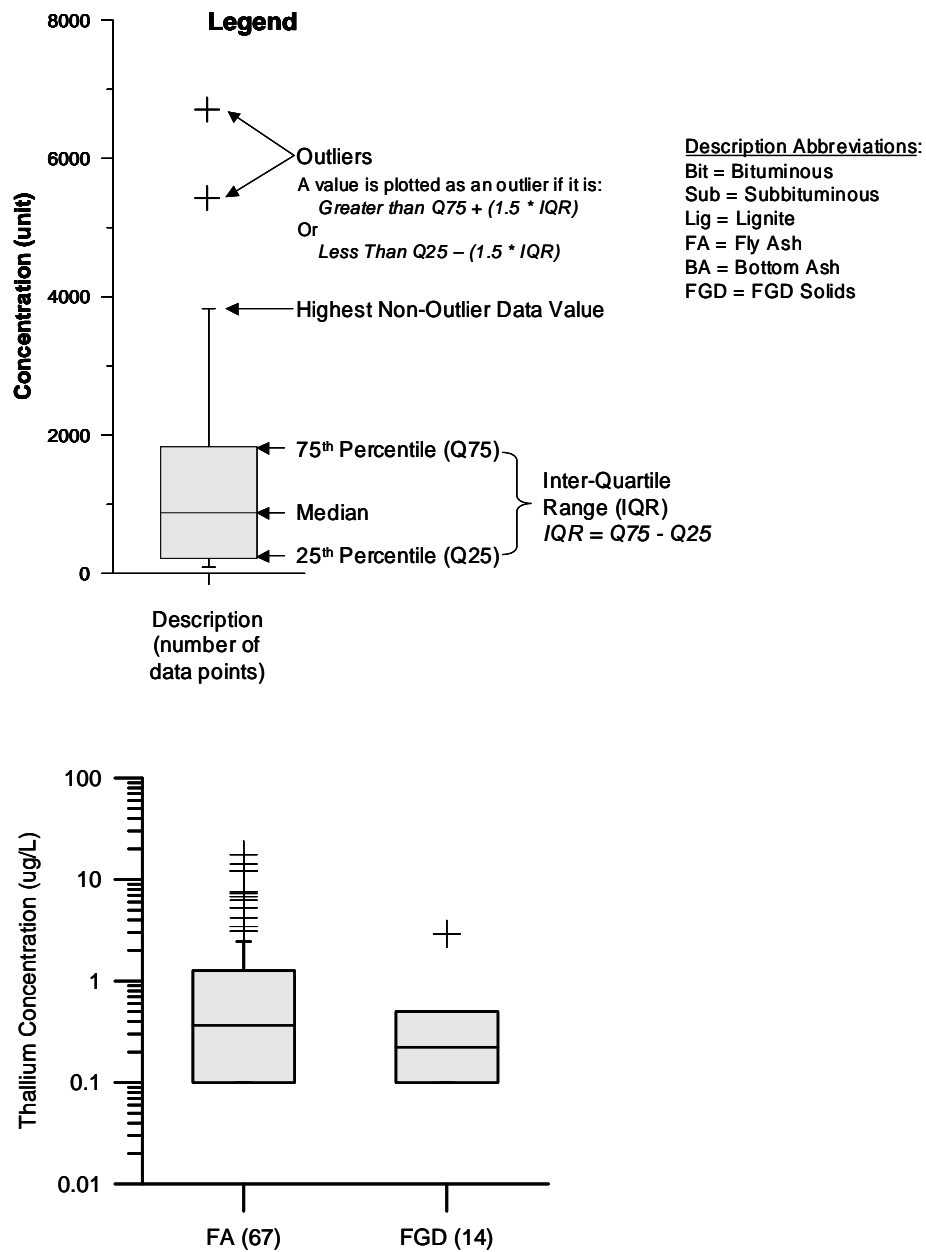 Legend
8000
6000
4000
2000
0
Concentration (unit)
Outliers
A value is plotted as an outlier if it is:
Greater than Q75 + (1.5 * IQR)
Or
Less Than Q25 – (1.5 * IQR)
Highest Non-Outlier Data Value
75th Percentile (Q75)
Median
25th Percentile (Q25)
Inter-Quartile
Range (IQR)
IQR = Q75 - Q25
Description
(number of
data points)
Description Abbreviations:
Bit = Bituminous
Sub = Subbituminous
Lig = Lignite
FA = Fly Ash
BA = Bottom Ash
FGD = FGD Solids
Thallium Concentration (ug/L)
100
10
1
0.1
0.01
FA (67)
FGD (14)